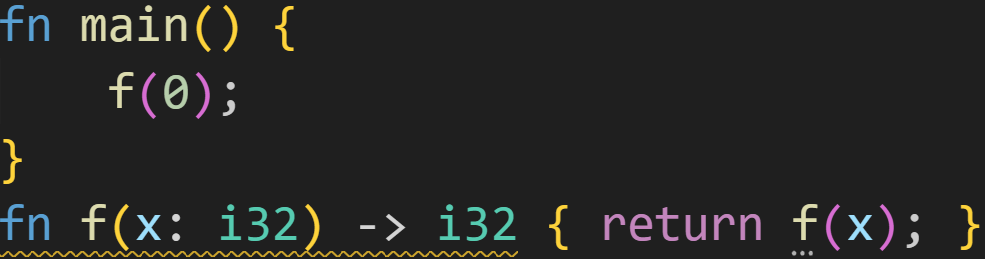 fn main() {
    f(0);
}
fn f(x: i32) -> i32 { return f(x); }